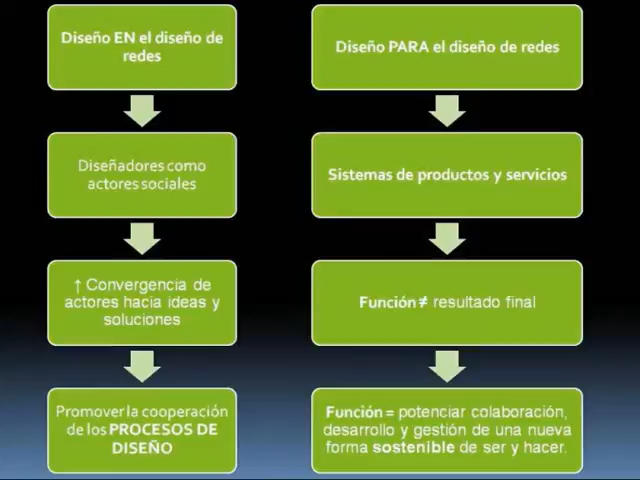 Diseño EN el diseño de
redes
Diseñadores como
actores sociales
↑ Convergencia de
actores hacia ideas y
soluciones
Promover la cooperación
de los PROCESOS DE
DISEÑO
Diseño PARA el diseño de redes
Sistemas de productos y servicios
Función ≠ resultado final
Función = potenciar colaboración,
desarrollo y gestión de una nueva
forma sostenible de ser y hacer.